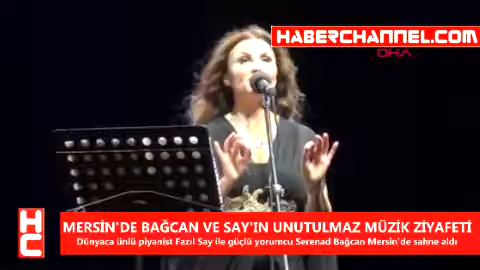 HABERCHANNEL.COM
DHA
HC
MERSİN'DE BAĞCAN VE SAY'IN UNUTULMAZ MÜZİK ZİYAFETİ
Dünyaca ünlü piyanist Fazıl Say ile güçlü yorumcu Serenad Bağcan Mersin'de sahne aldı